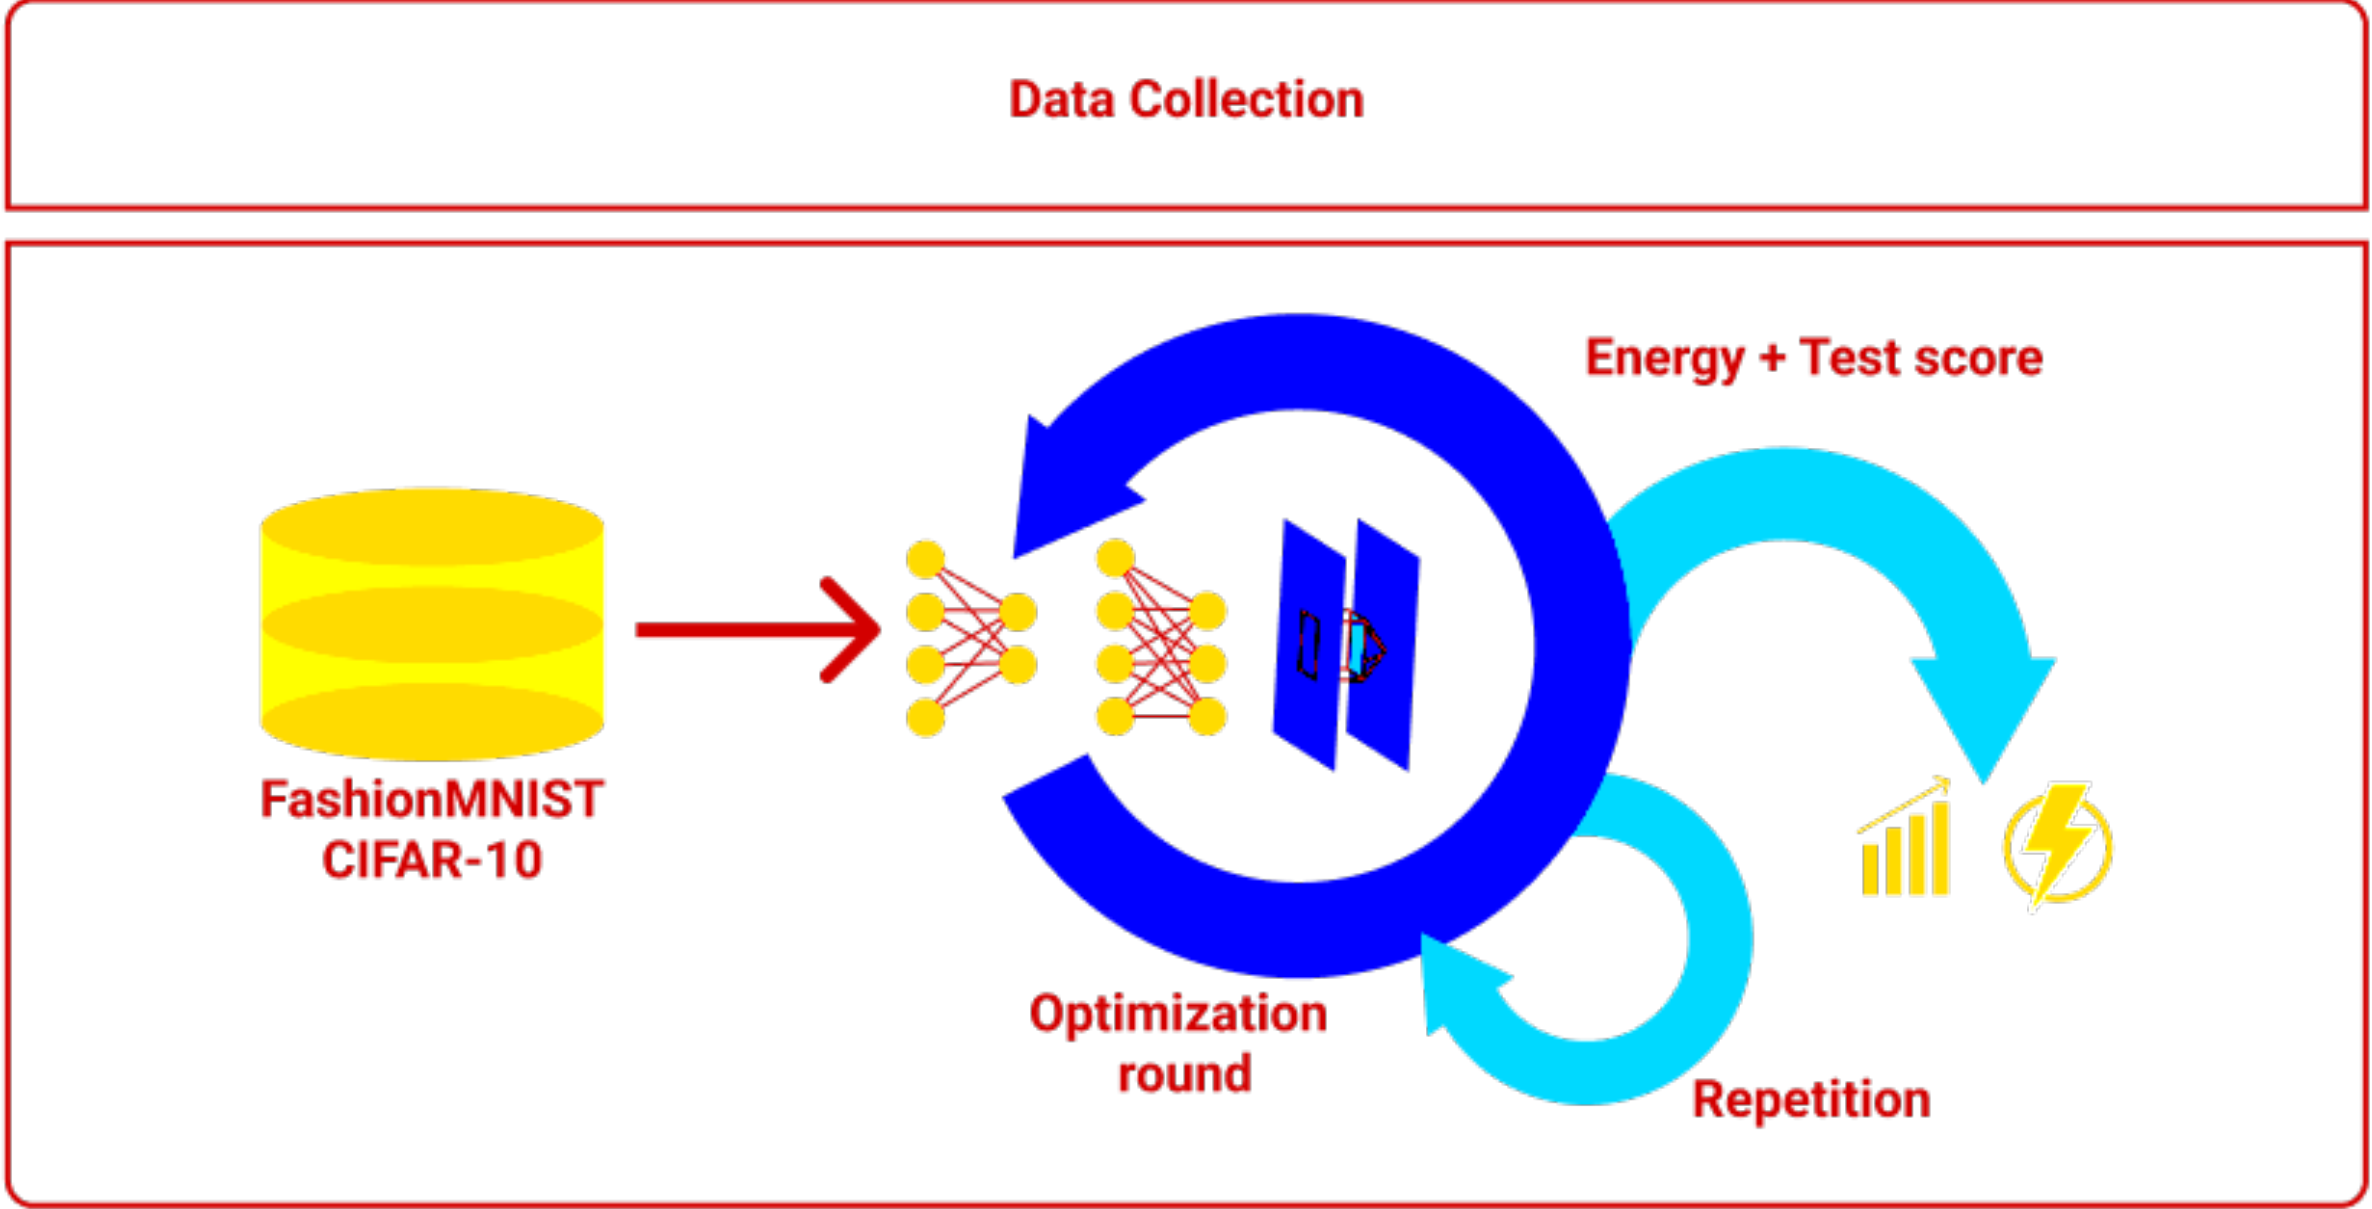 Data Collection
Energy + Test score
FashionMNIST
CIFAR-10
Optimization
round
Repetition